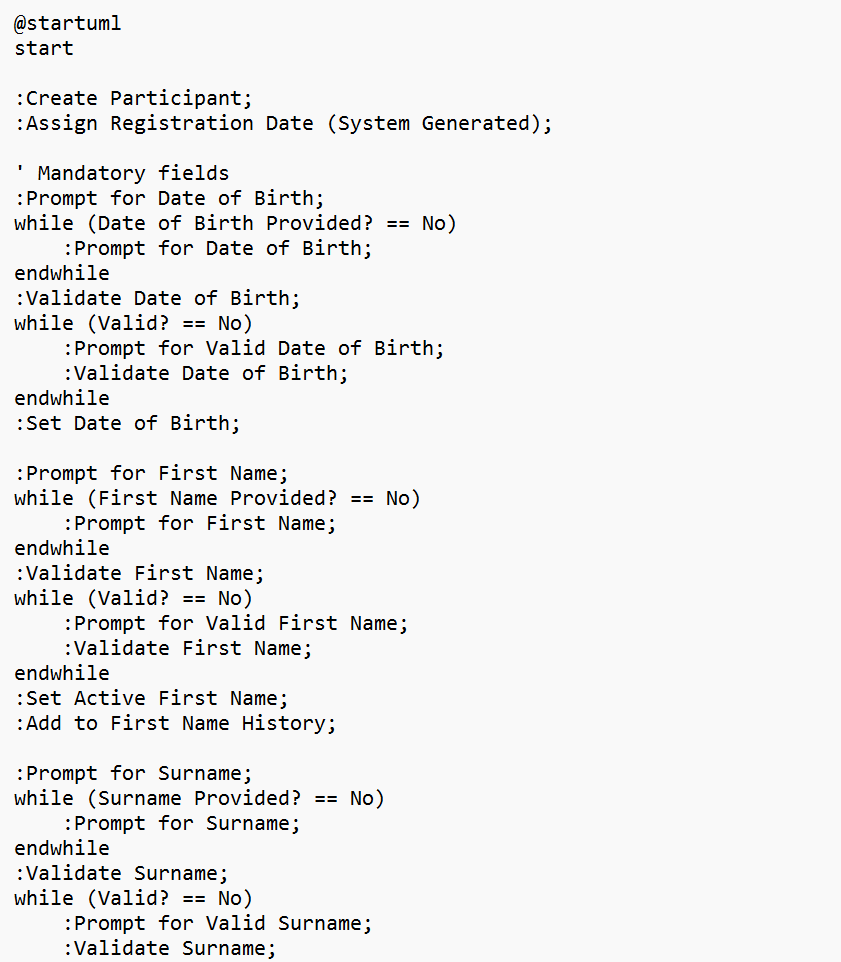 @startuml
start

:Create Participant;
:Assign Registration Date (System Generated);

' Mandatory fields
:Prompt for Date of Birth;
while (Date of Birth Provided? == No)
    :Prompt for Date of Birth;
endwhile
:Validate Date of Birth;
while (Valid? == No)
    :Prompt for Valid Date of Birth;
    :Validate Date of Birth;
endwhile
:Set Date of Birth;

:Prompt for First Name;
while (First Name Provided? == No)
    :Prompt for First Name;
endwhile
:Validate First Name;
while (Valid? == No)
    :Prompt for Valid First Name;
    :Validate First Name;
endwhile
:Set Active First Name;
:Add to First Name History;

:Prompt for Surname;
while (Surname Provided? == No)
    :Prompt for Surname;
endwhile
:Validate Surname;
while (Valid? == No)
    :Prompt for Valid Surname;
    :Validate Surname;